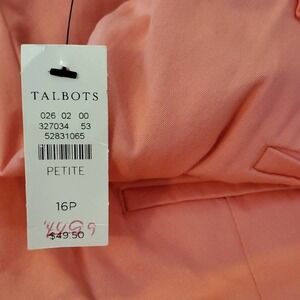 TALBOTS
026 02 00
327034 53
52831065
PETITE
16P
$49.50